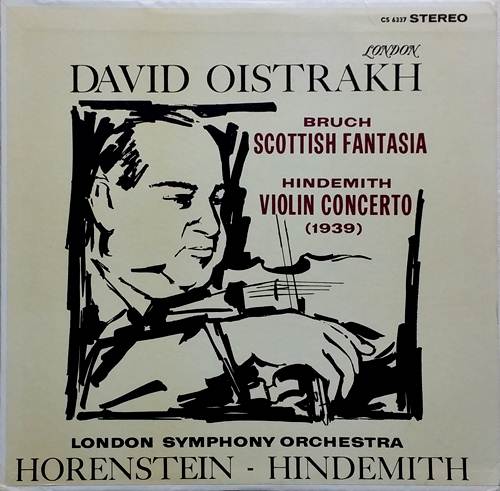 CS 6337 STEREO
LONDON
DAVID OISTRAKH
BRUCH
SCOTTISH FANTASIA
HINDEMITH
VIOLIN CONCERTO
(1939)
LONDON SYMPHONY ORCHESTRA
HORENSTEIN - HINDEMITH